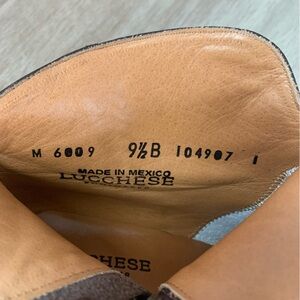 M 6009 9½B 104907 1
MADE IN MEXICO
LUCCHESE
CHESE